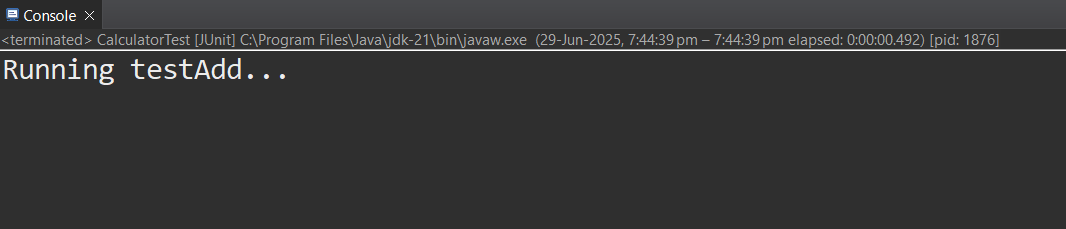 Console
<terminated> CalculatorTest [JUnit] C:\Program Files\Java\jdk-21\bin\javaw.exe (29-Jun-2025, 7:44:39 pm – 7:44:39 pm elapsed: 0:00:00.492) [pid: 1876]
Running testAdd...